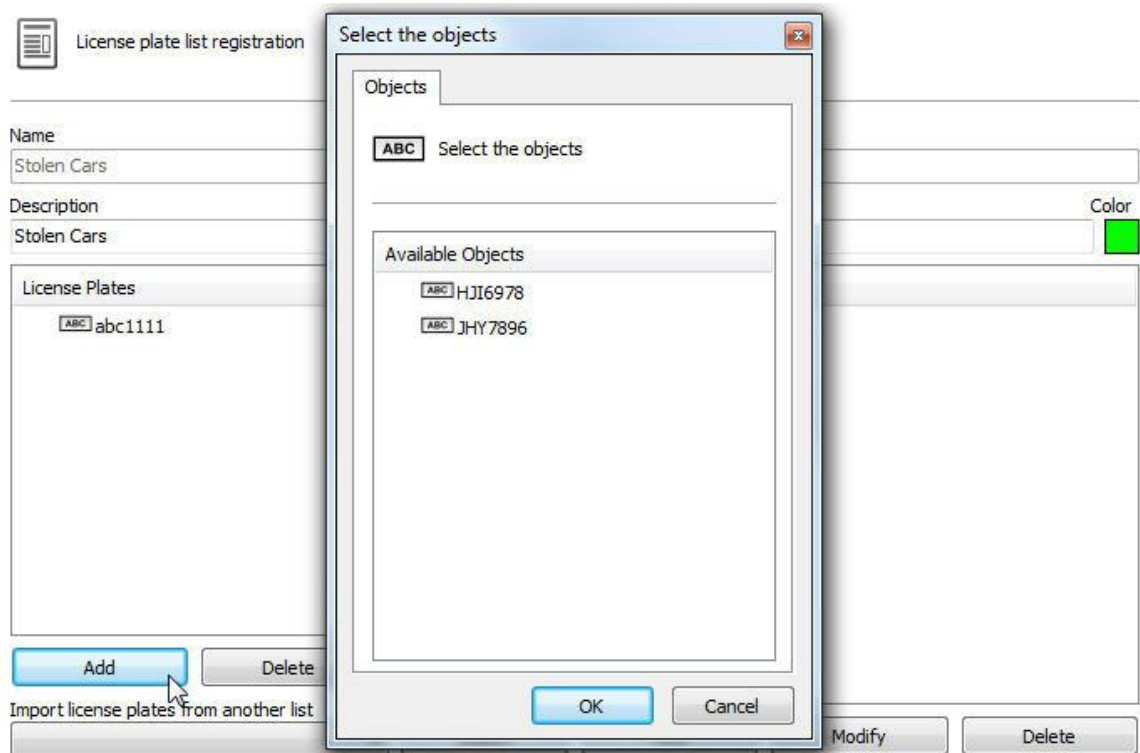 License plate list registration
Name
Stolen Cars
Description
Color
Stolen Cars
License Plates
ABC abc1111
Add
Delete
Import license plates from another list
Modify
Delete
Select the objects
Objects
ABC Select the objects
Available Objects
ABC HJI6978
ABC JHY7896
OK
Cancel